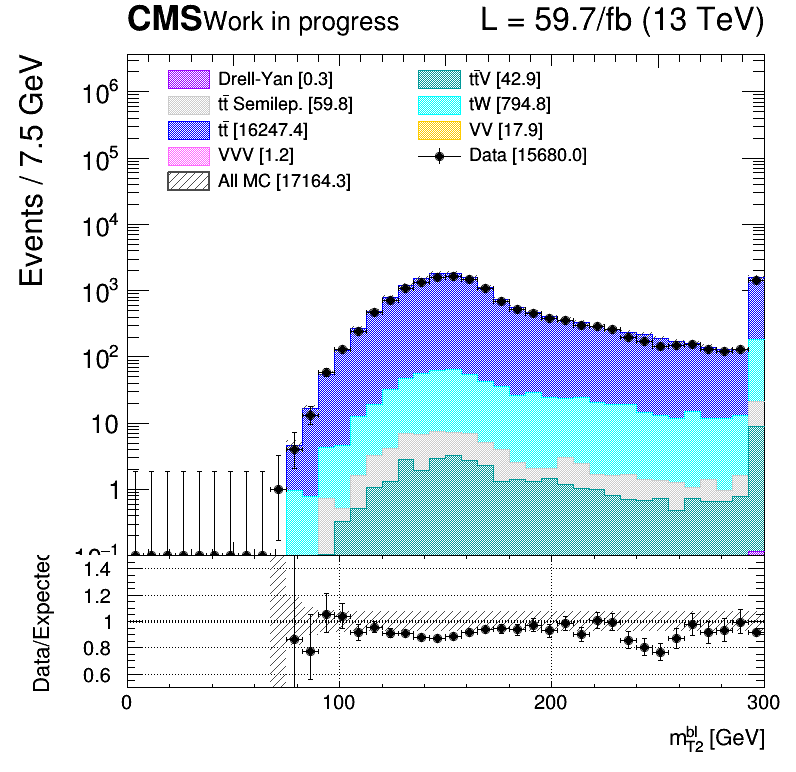 CMS Work in progress L = 59.7/fb (13 TeV)
Events / 7.5 GeV
Drell-Yan [0.3] tt̄V [42.9]
tt̄ Semilep. [59.8] tW [794.8]
tt̄ [16247.4] VV [17.9]
VVV [1.2] Data [15680.0]
All MC [17164.3]
10⁶
10⁵
10⁴
10³
10²
10
1
10⁻¹
Data/Expected
1.4
1.2
1
0.8
0.6
0 100 200 300
m_T2^bl [GeV]